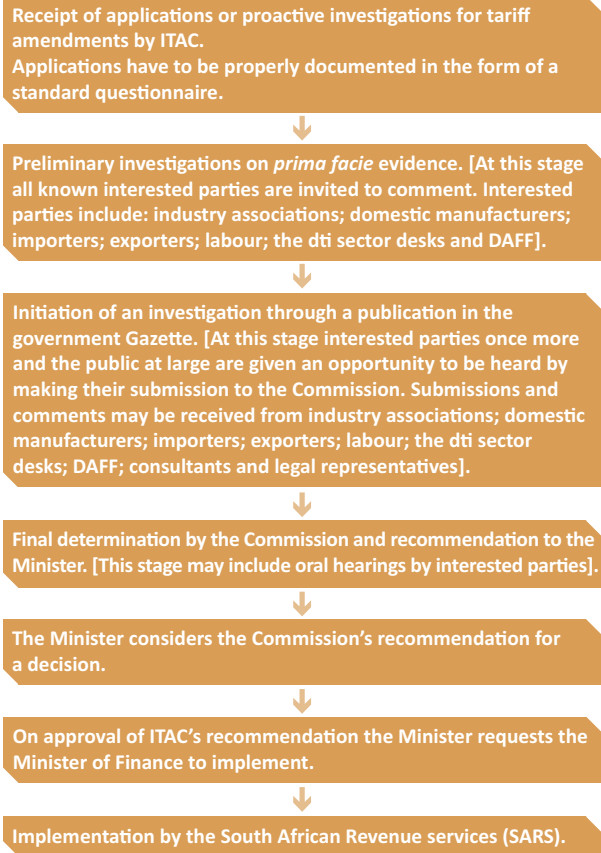 Receipt of applications or proactive investigations for tariff
amendments by ITAC.
Applications have to be properly documented in the form of a
standard questionnaire.
Preliminary investigations on prima facie evidence. [At this stage
all known interested parties are invited to comment. Interested
parties include: industry associations; domestic manufacturers;
importers; exporters; labour; the dti sector desks and DAFF].
Initiation of an investigation through a publication in the
government Gazette. [At this stage interested parties once more
and the public at large are given an opportunity to be heard by
making their submission to the Commission. Submissions and
comments may be received from industry associations; domestic
manufacturers; importers; exporters; labour; the dti sector
desks; DAFF; consultants and legal representatives].
Final determination by the Commission and recommendation to the
Minister. [This stage may include oral hearings by interested parties].
The Minister considers the Commission’s recommendation for
a decision.
On approval of ITAC’s recommendation the Minister requests the
Minister of Finance to implement.
Implementation by the South African Revenue services (SARS).